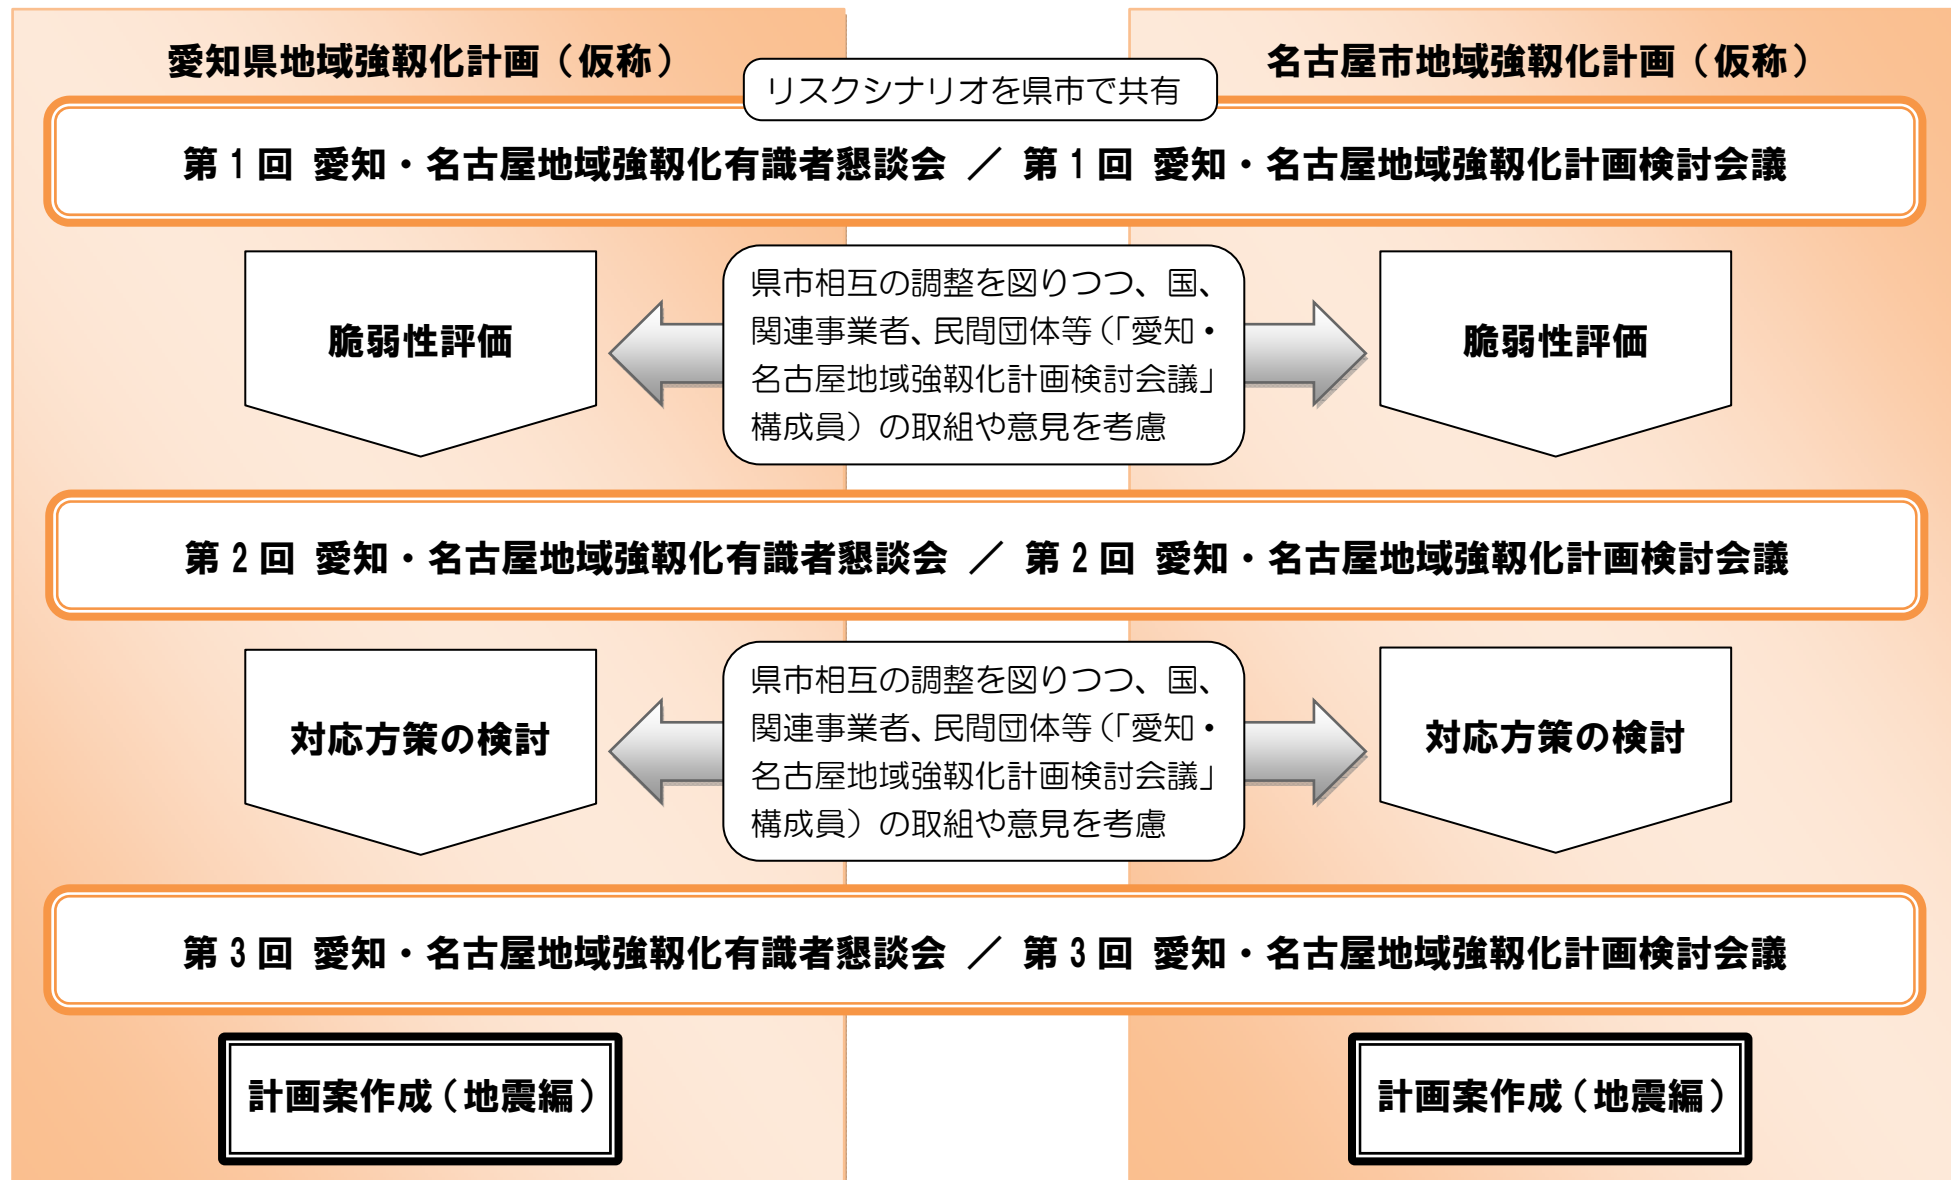 愛知県地域強靱化計画（仮称）
名古屋市地域強靱化計画（仮称）
リスクシナリオを県市で共有
第1回 愛知・名古屋地域強靱化有識者懇談会 ／ 第1回 愛知・名古屋地域強靱化計画検討会議
脆弱性評価
県市相互の調整を図りつつ、国、
関連事業者、民間団体等（「愛知・
名古屋地域強靱化計画検討会議」
構成員）の取組や意見を考慮
脆弱性評価
第2回 愛知・名古屋地域強靱化有識者懇談会 ／ 第2回 愛知・名古屋地域強靱化計画検討会議
対応方策の検討
県市相互の調整を図りつつ、国、
関連事業者、民間団体等（「愛知・
名古屋地域強靱化計画検討会議」
構成員）の取組や意見を考慮
対応方策の検討
第3回 愛知・名古屋地域強靱化有識者懇談会 ／ 第3回 愛知・名古屋地域強靱化計画検討会議
計画案作成（地震編）
計画案作成（地震編）